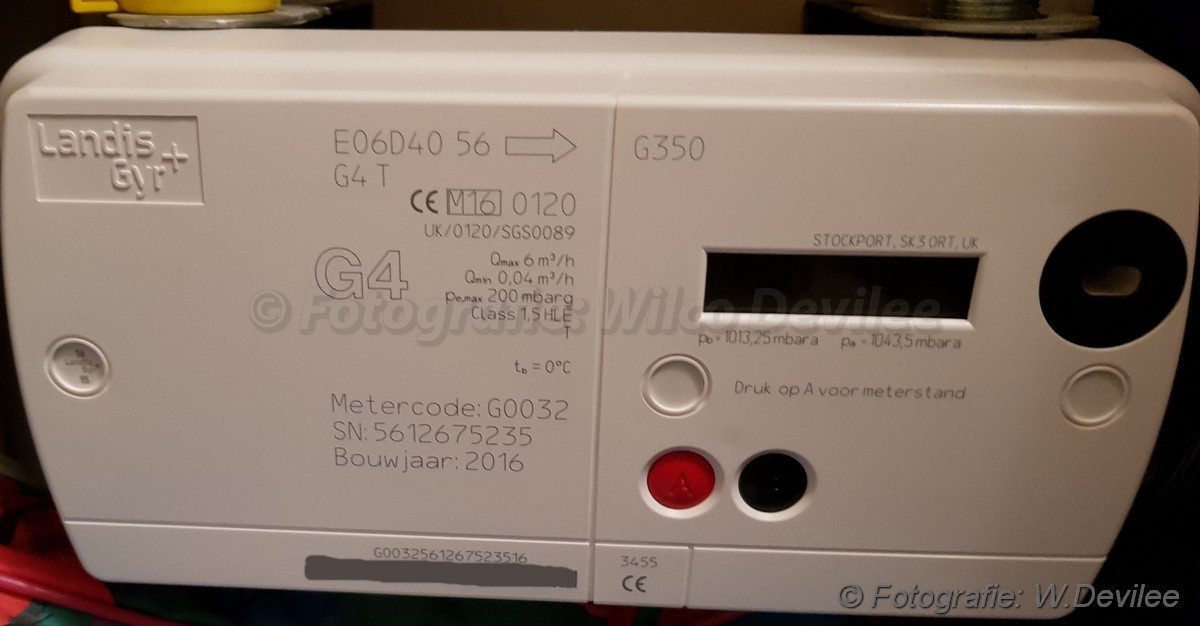 Landis
Gyr+
E06D40 56
G4 T
CE M16 0120
UK/0120/SGS0089
G4
Qmax 6 m³/h
Qmin 0,04 m³/h
pe,max 200 mbarg
Class 1,5 HLE
T
tb = 0°C
Metercode: G0032
SN: 5612675235
Bouwjaar: 2016
G0032561267523516
G350
STOCKPORT, SK3 0RT, UK
pb = 1013,25 mbara pa = 1043,5 mbara
Druk op A voor meterstand
A
3455
CE
© Fotografie: Wilco Devilee
© Fotografie: W.Devilee